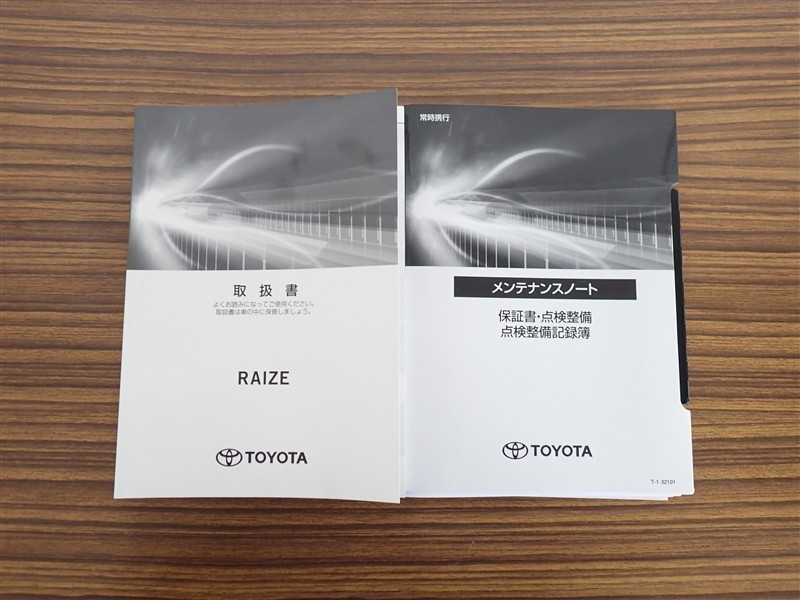 取扱書
よくお読みになってご使用ください。
取扱書は車の中に保管しましょう。
RAIZE
TOYOTA
常時携行
メンテナンスノート
保証書・点検整備
点検整備記録簿
TOYOTA
T-1 32101